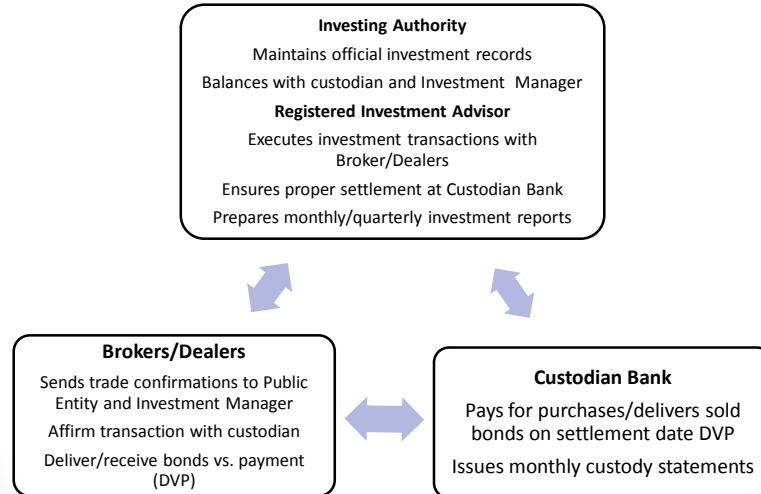 Investing Authority
Maintains official investment records
Balances with custodian and Investment  Manager
Registered Investment Advisor
Executes investment transactions with
Broker/Dealers
Ensures proper settlement at Custodian Bank
Prepares monthly/quarterly investment reports
Brokers/Dealers
Sends trade confirmations to Public
Entity and Investment Manager
Affirm transaction with custodian
Deliver/receive bonds vs. payment
(DVP)
Custodian Bank
Pays for purchases/delivers sold
bonds on settlement date DVP
Issues monthly custody statements